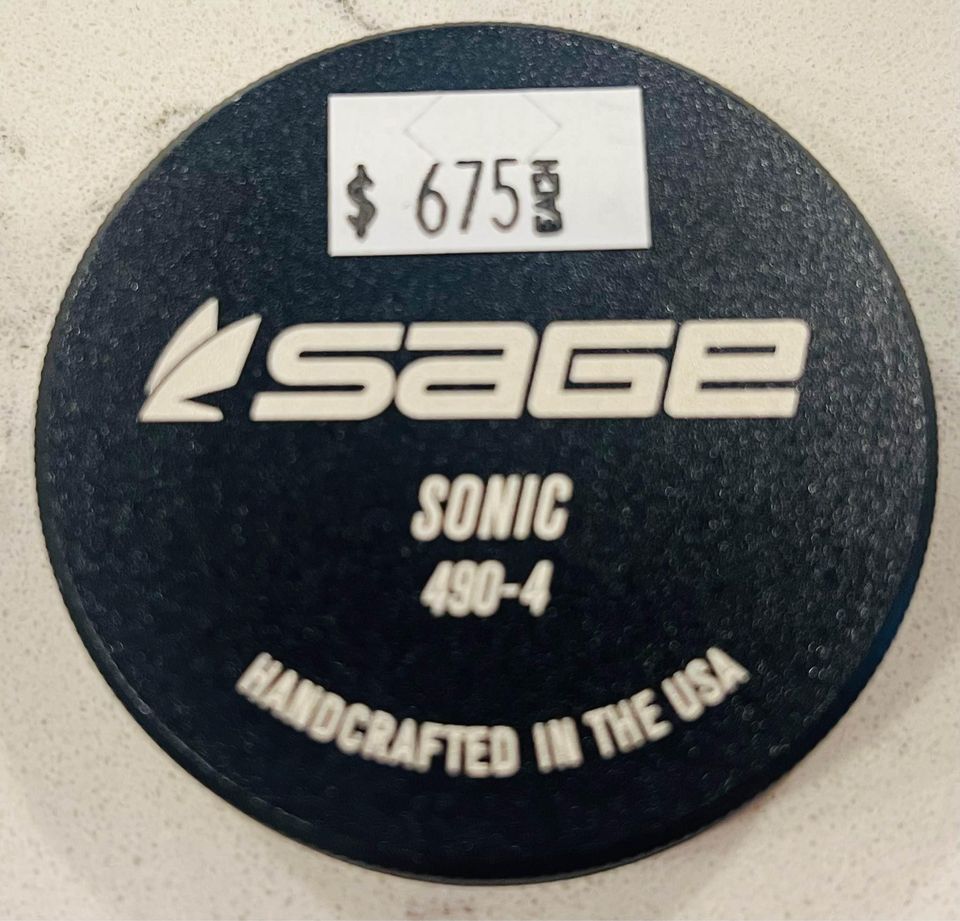 $ 675 EACH
SAGE
SONIC
490-4
HANDCRAFTED IN THE USA